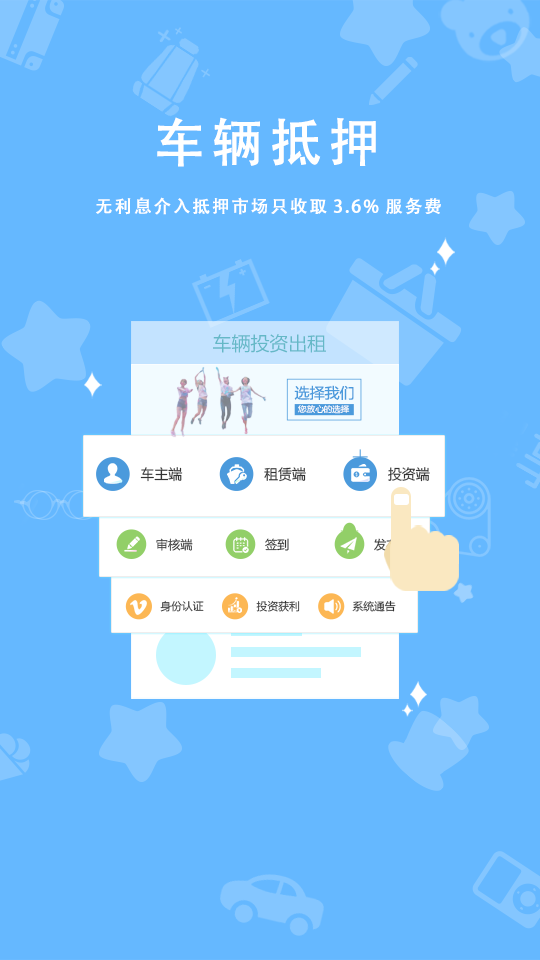 车辆抵押
无利息介入抵押市场只收取 3.6% 服务费
车辆投资出租
选择我们
您放心的选择
车主端 租赁端 投资端
审核端 签到 发
身份认证 投资获利 系统通告